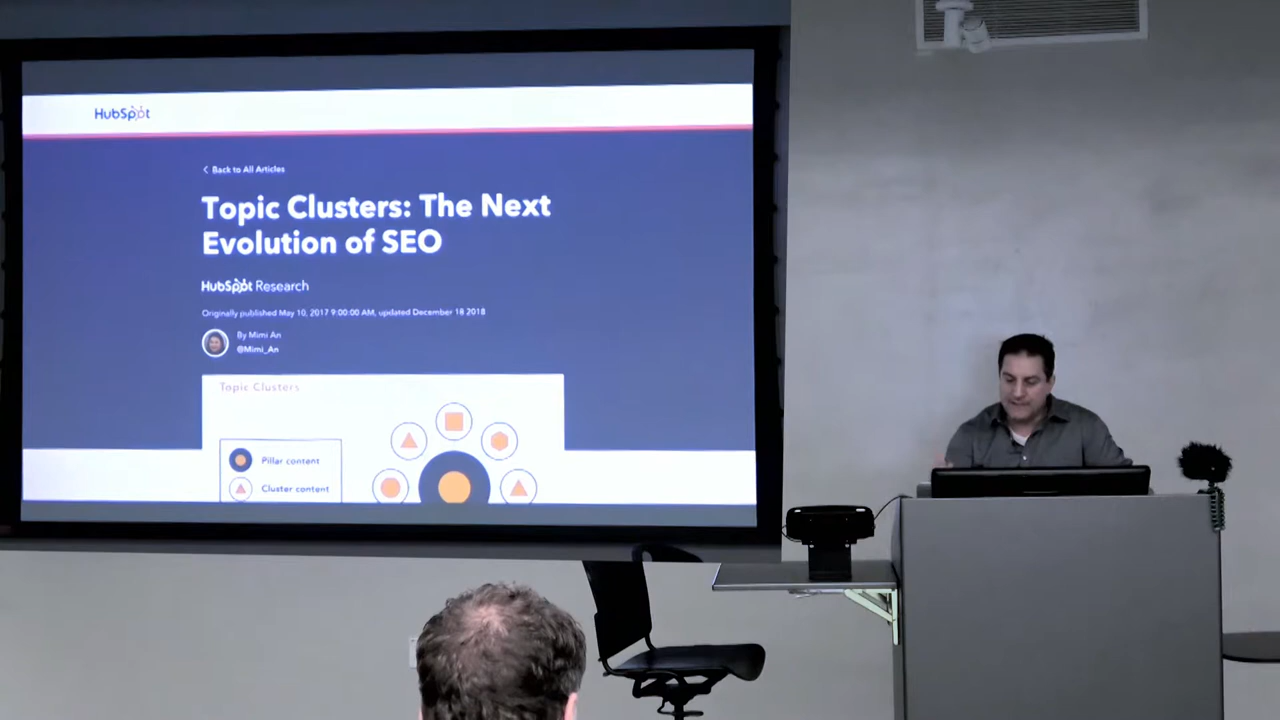 HubSpot
Back to All Articles
Topic Clusters: The Next
Evolution of SEO
HubSpot Research
Originally published May 10, 2017 9:00:00 AM, updated December 18 2018
By Mimi An
@Mimi_An
Topic Clusters
Pillar content
Cluster content